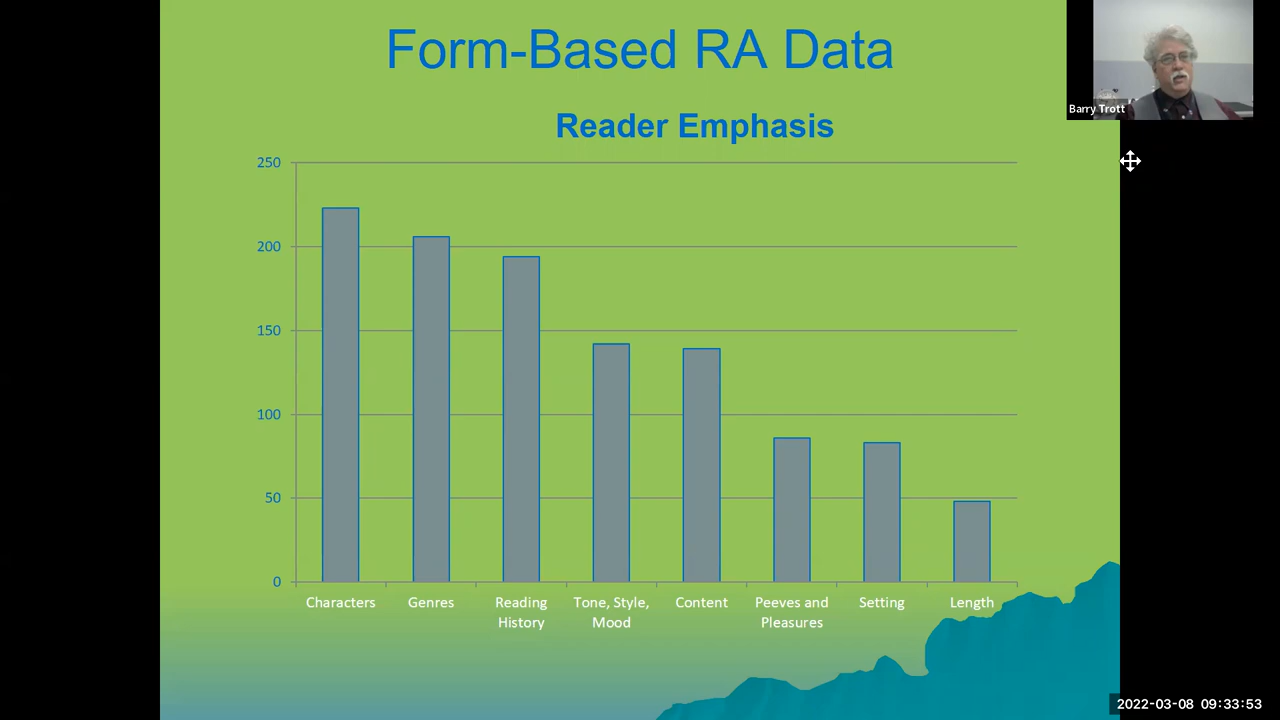 Form-Based RA Data
Barry Trott
Reader Emphasis
250
200
150
100
50
0
Characters
Genres
Reading
History
Tone, Style,
Mood
Content
Peeves and
Pleasures
Setting
Length
2022-03-08 09:33:53